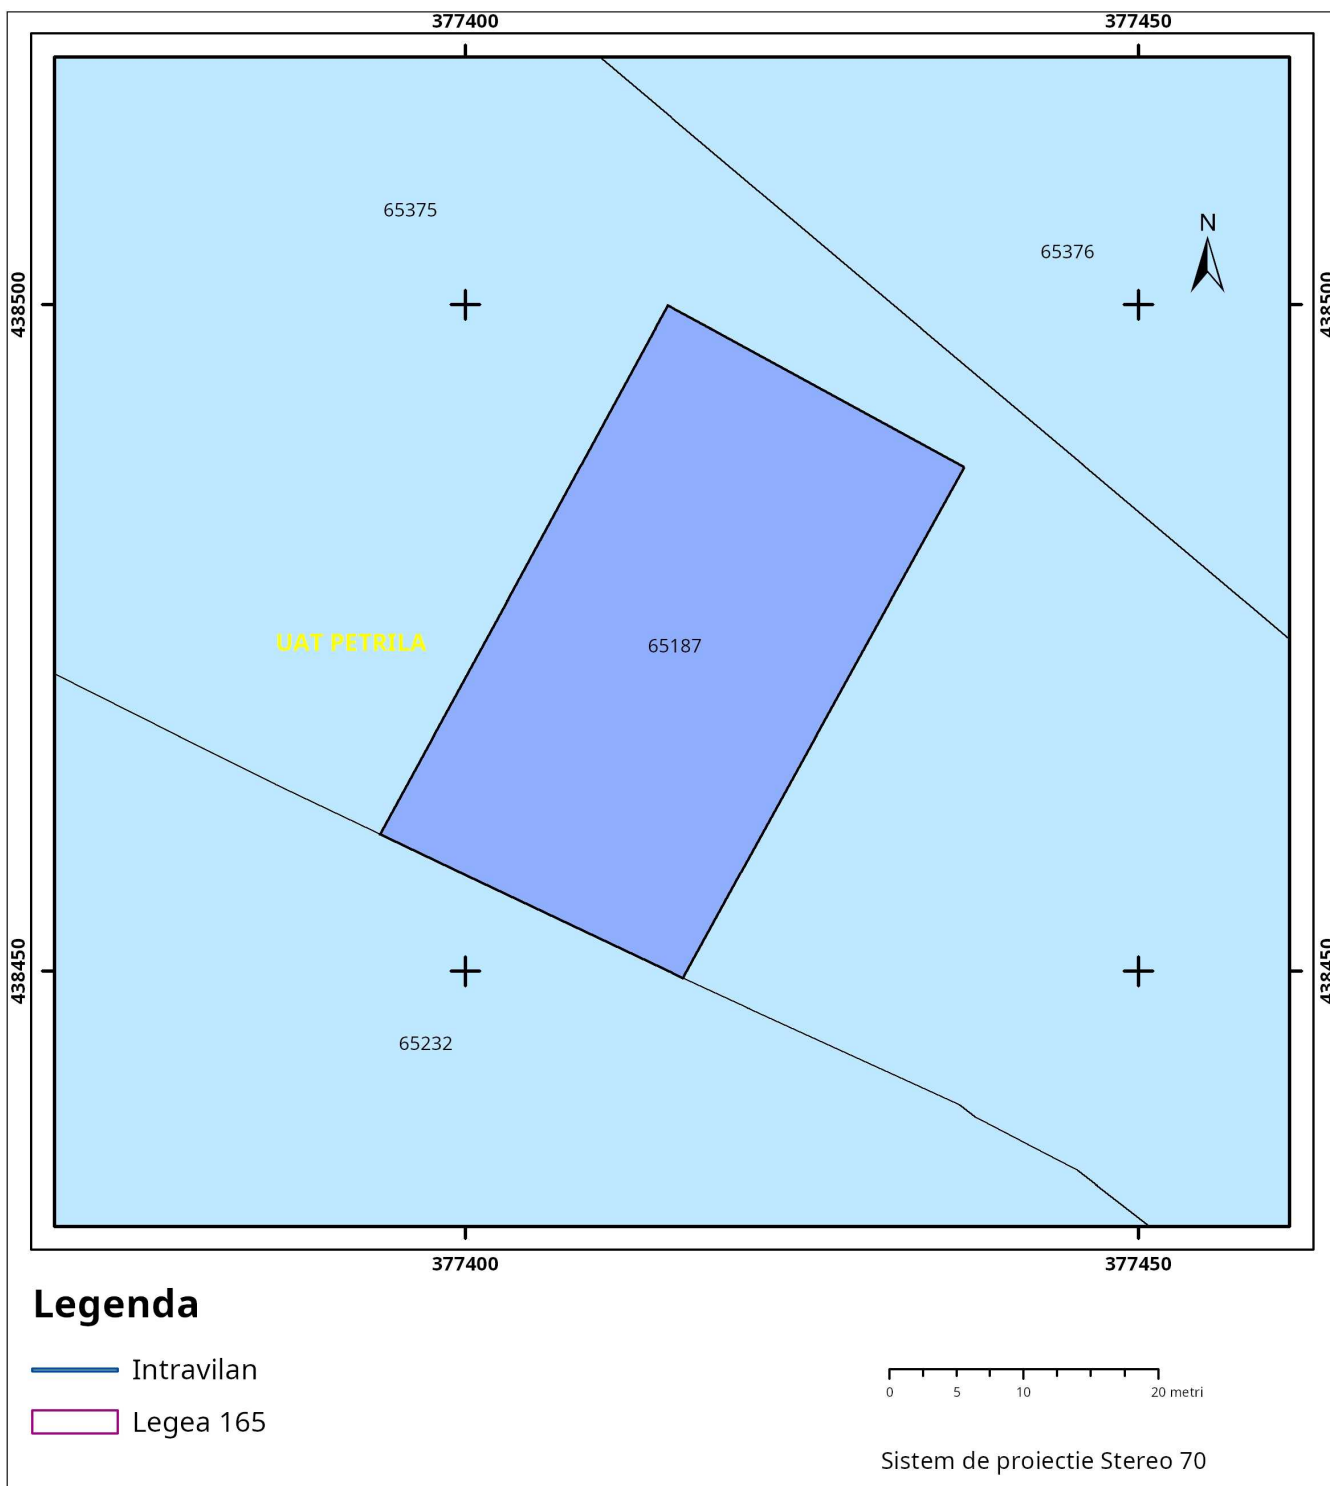 377400 377450
65375
N
65376
438500 438500
UAT PETRILA
65187
438450 438450
65232
377400 377450
Legenda
Intravilan
Legea 165
0 5 10 20 metri
Sistem de proiectie Stereo 70